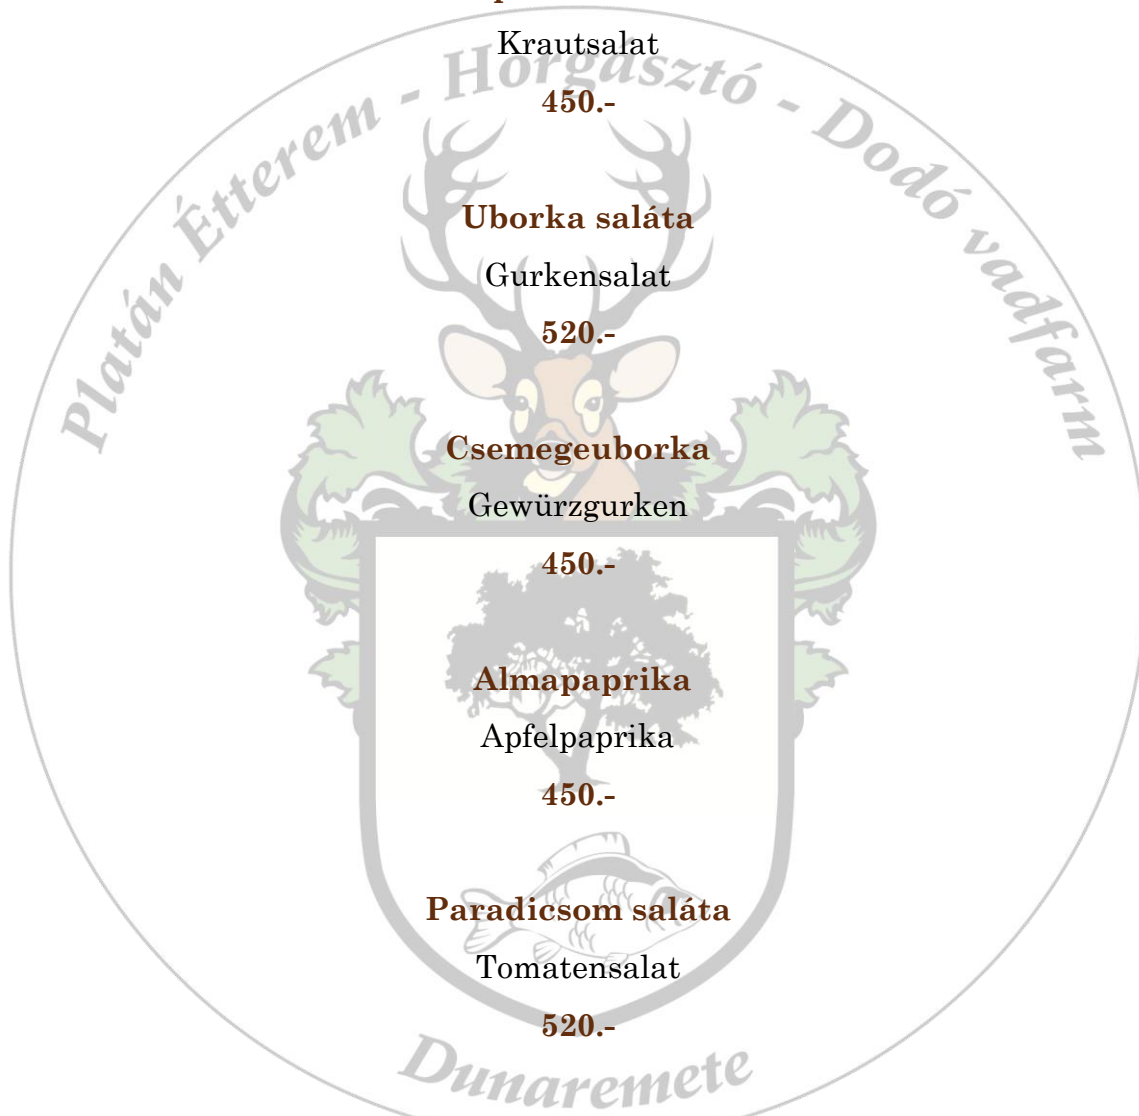 Krautsalat
450.-
Uborka saláta
Gurkensalat
520.-
Csemegeuborka
Gewürzgurken
450.-
Almapaprika
Apfelpaprika
450.-
Paradicsom saláta
Tomatensalat
520.-
Platán Étterem - Horgásztó - Dodó vadfarm
Dunaremete